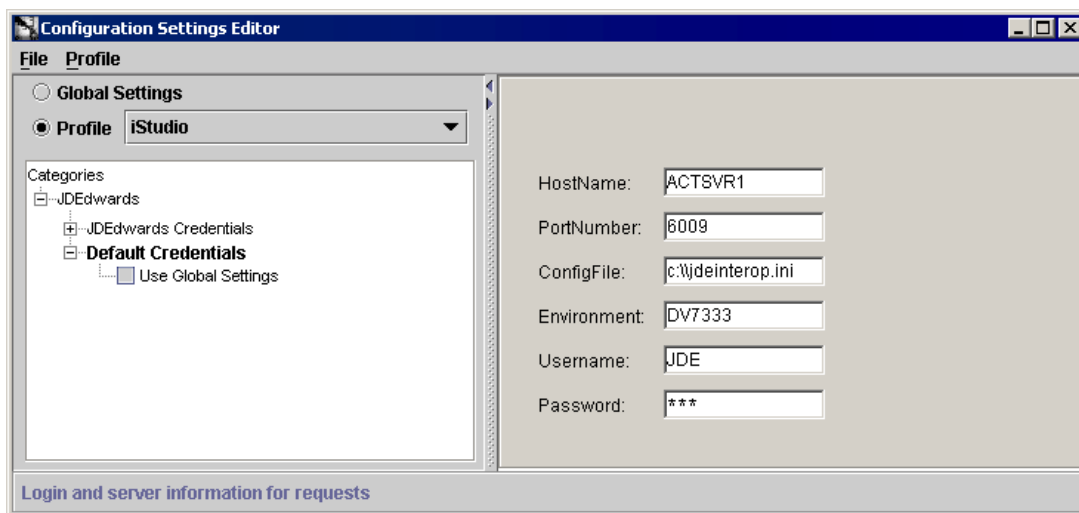 Configuration Settings Editor
File Profile
Global Settings
Profile iStudio
Categories
JDEdwards
JDEdwards Credentials
Default Credentials
Use Global Settings
HostName: ACTSVR1
PortNumber: 6009
ConfigFile: c:\\jdeinterop.ini
Environment: DV7333
Username: JDE
Password: ***
Login and server information for requests